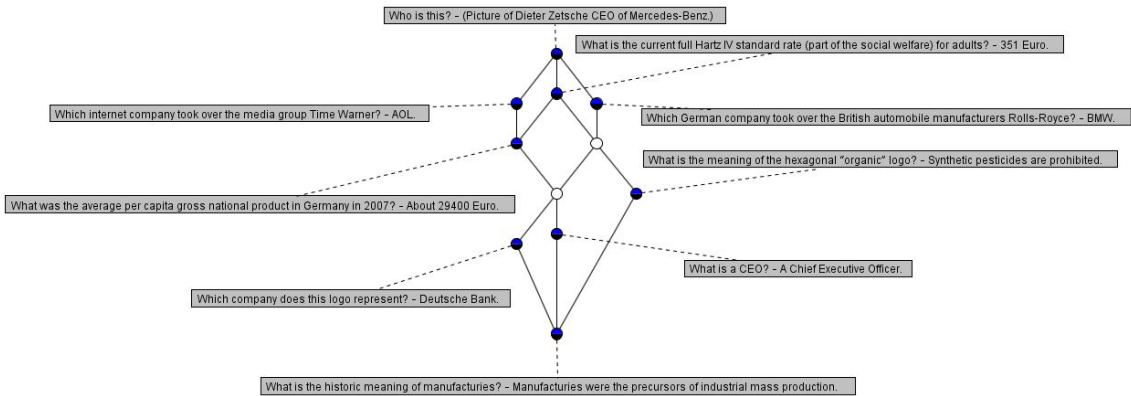 Who is this? - (Picture of Dieter Zetsche CEO of Mercedes-Benz.)
What is the current full Hartz IV standard rate (part of the social welfare) for adults? - 351 Euro.
Which internet company took over the media group Time Warner? - AOL.
Which German company took over the British automobile manufacturers Rolls-Royce? - BMW.
What is the meaning of the hexagonal "organic" logo? - Synthetic pesticides are prohibited.
What was the average per capita gross national product in Germany in 2007? - About 29400 Euro.
What is a CEO? - A Chief Executive Officer.
Which company does this logo represent? - Deutsche Bank.
What is the historic meaning of manufacturies? - Manufacturies were the precursors of industrial mass production.